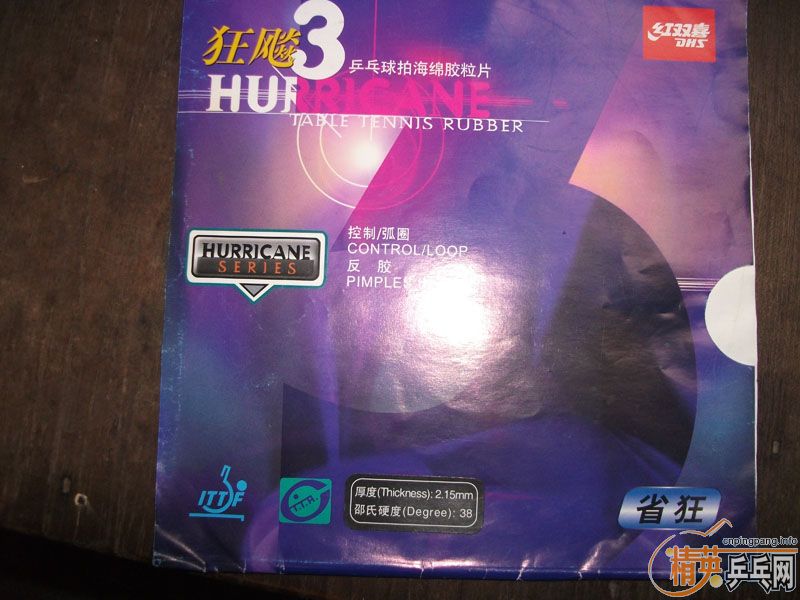 狂飚3
乒乓球拍海绵胶粒片
HURRICANE
TABLE TENNIS RUBBER
红双喜
DHS
HURRICANE
SERIES
控制/弧圈
CONTROL/LOOP
反 胶
PIMPLES
ITTF
T.T.R.
厚度(Thickness): 2.15mm
邵氏硬度(Degree): 38
省狂
cnpingpang.info
精英乒乓网